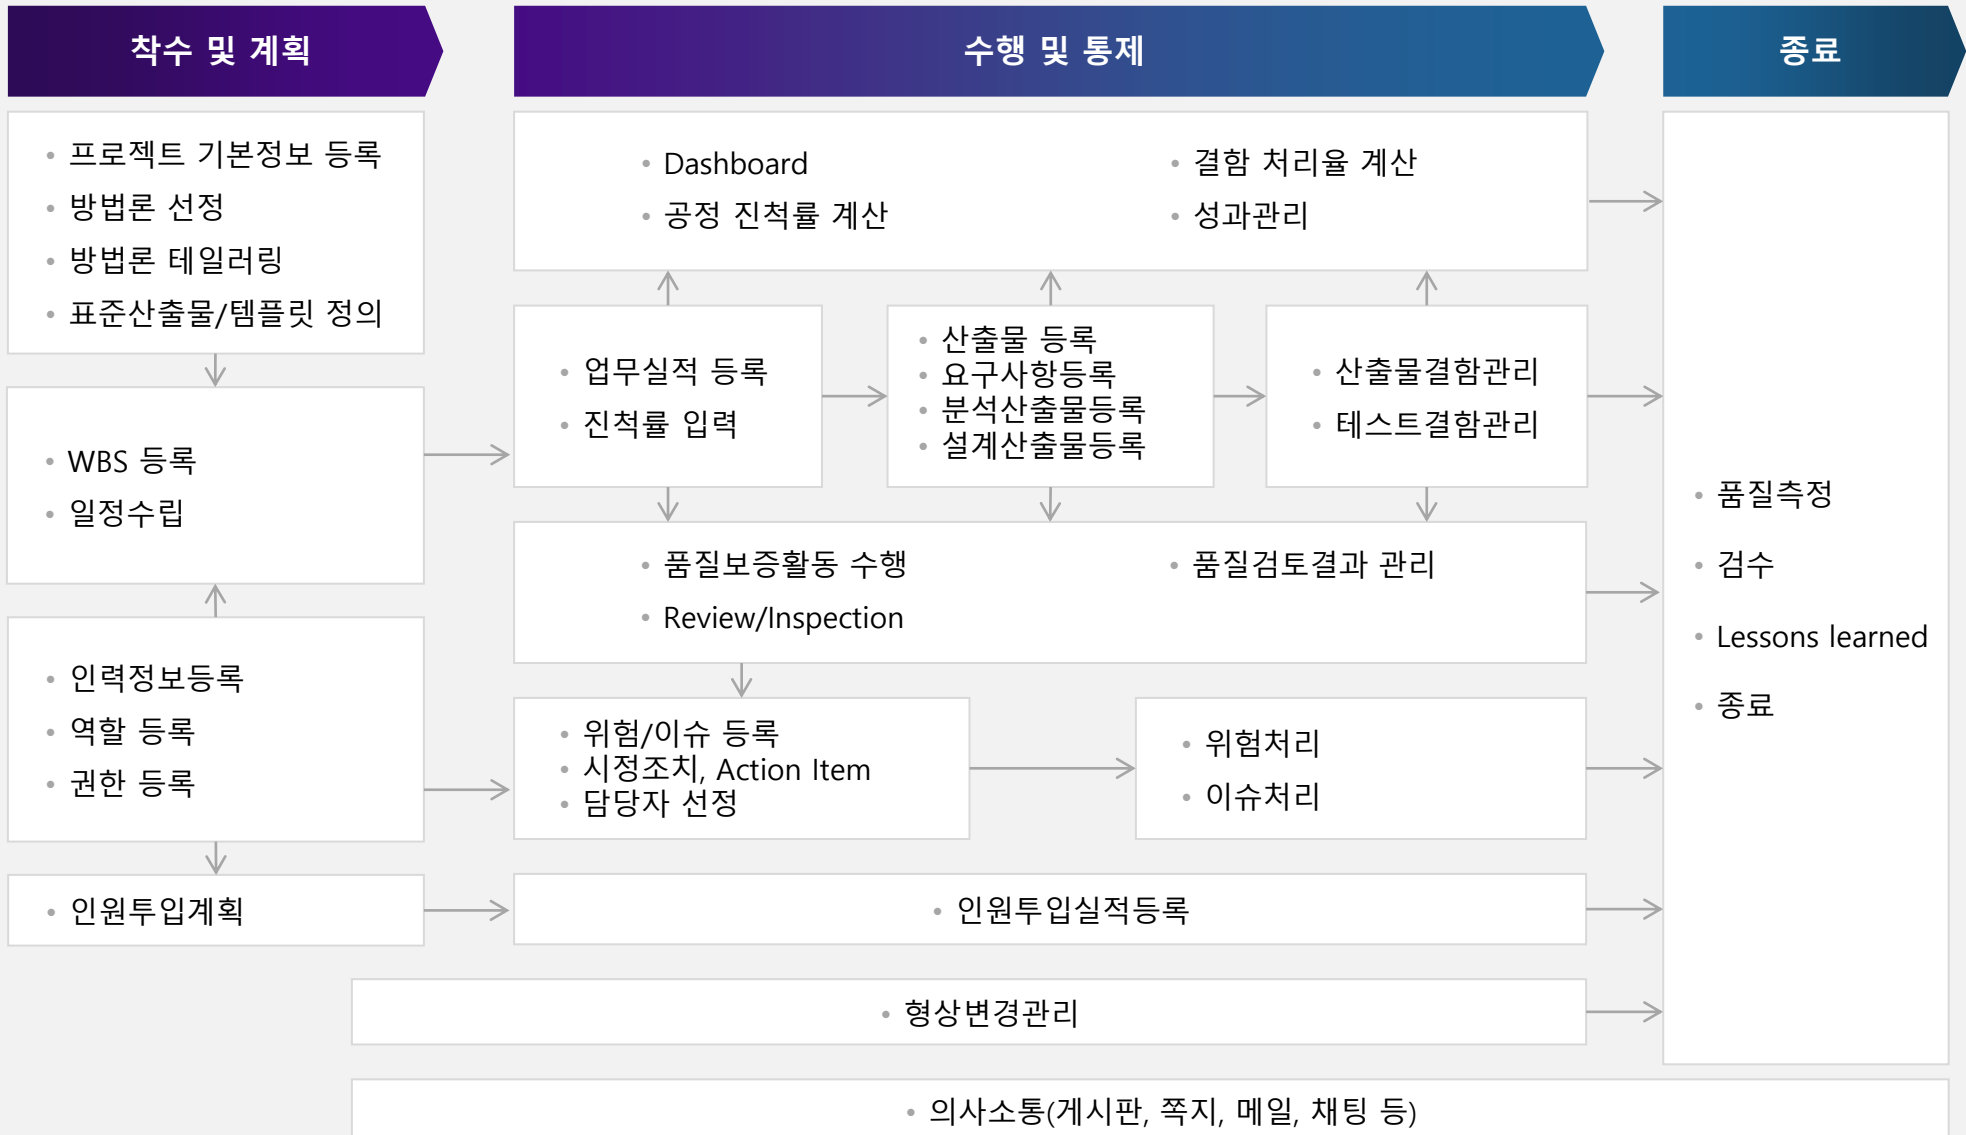 착수 및 계획
수행 및 통제
종료
• 프로젝트 기본정보 등록
• 방법론 선정
• 방법론 테일러링
• 표준산출물/템플릿 정의
• WBS 등록
• 일정수립
• 인력정보등록
• 역할 등록
• 권한 등록
• 인원투입계획
• Dashboard
• 공정 진척률 계산
• 결함 처리율 계산
• 성과관리
• 업무실적 등록
• 진척률 입력
• 산출물 등록
• 요구사항등록
• 분석산출물등록
• 설계산출물등록
• 산출물결함관리
• 테스트결함관리
• 품질보증활동 수행
• Review/Inspection
• 품질검토결과 관리
• 위험/이슈 등록
• 시정조치, Action Item
• 담당자 선정
• 위험처리
• 이슈처리
• 인원투입실적등록
• 형상변경관리
• 의사소통(게시판, 쪽지, 메일, 채팅 등)
• 품질측정
• 검수
• Lessons learned
• 종료